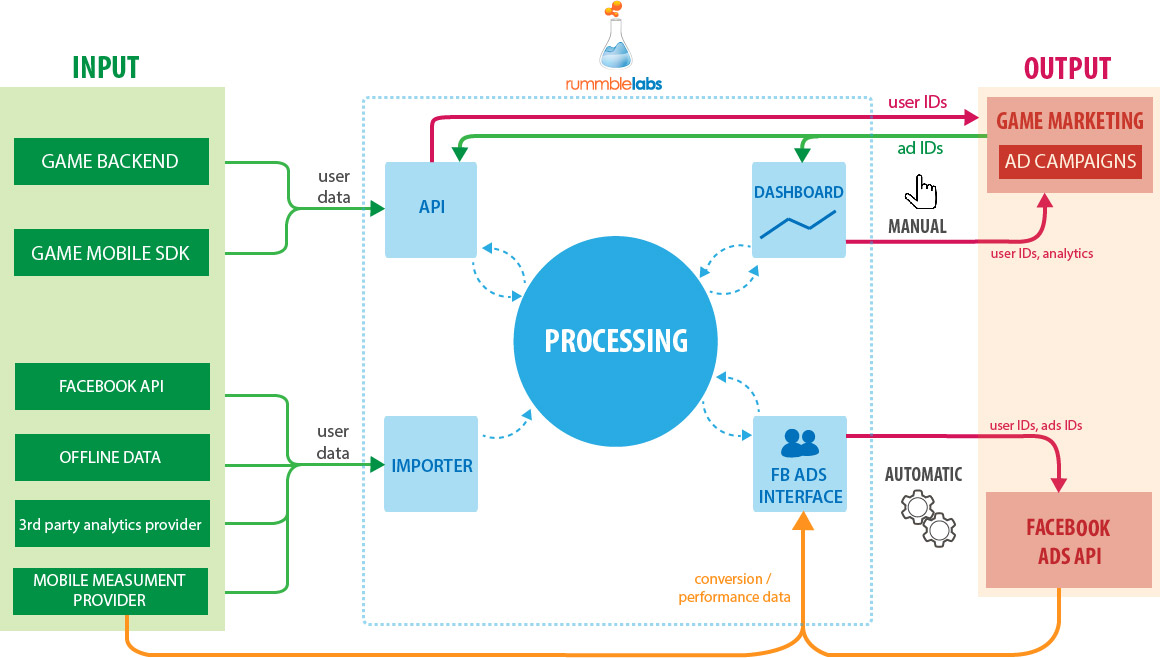 rummblelabs
INPUT
OUTPUT
GAME BACKEND
GAME MOBILE SDK
user
data
API
DASHBOARD
user IDs
ad IDs
MANUAL
user IDs, analytics
GAME MARKETING
AD CAMPAIGNS
PROCESSING
FACEBOOK API
OFFLINE DATA
3rd party analytics provider
MOBILE MEASUMENT
PROVIDER
user
data
IMPORTER
FB ADS
INTERFACE
user IDs, ads IDs
AUTOMATIC
FACEBOOK
ADS API
conversion /
performance data